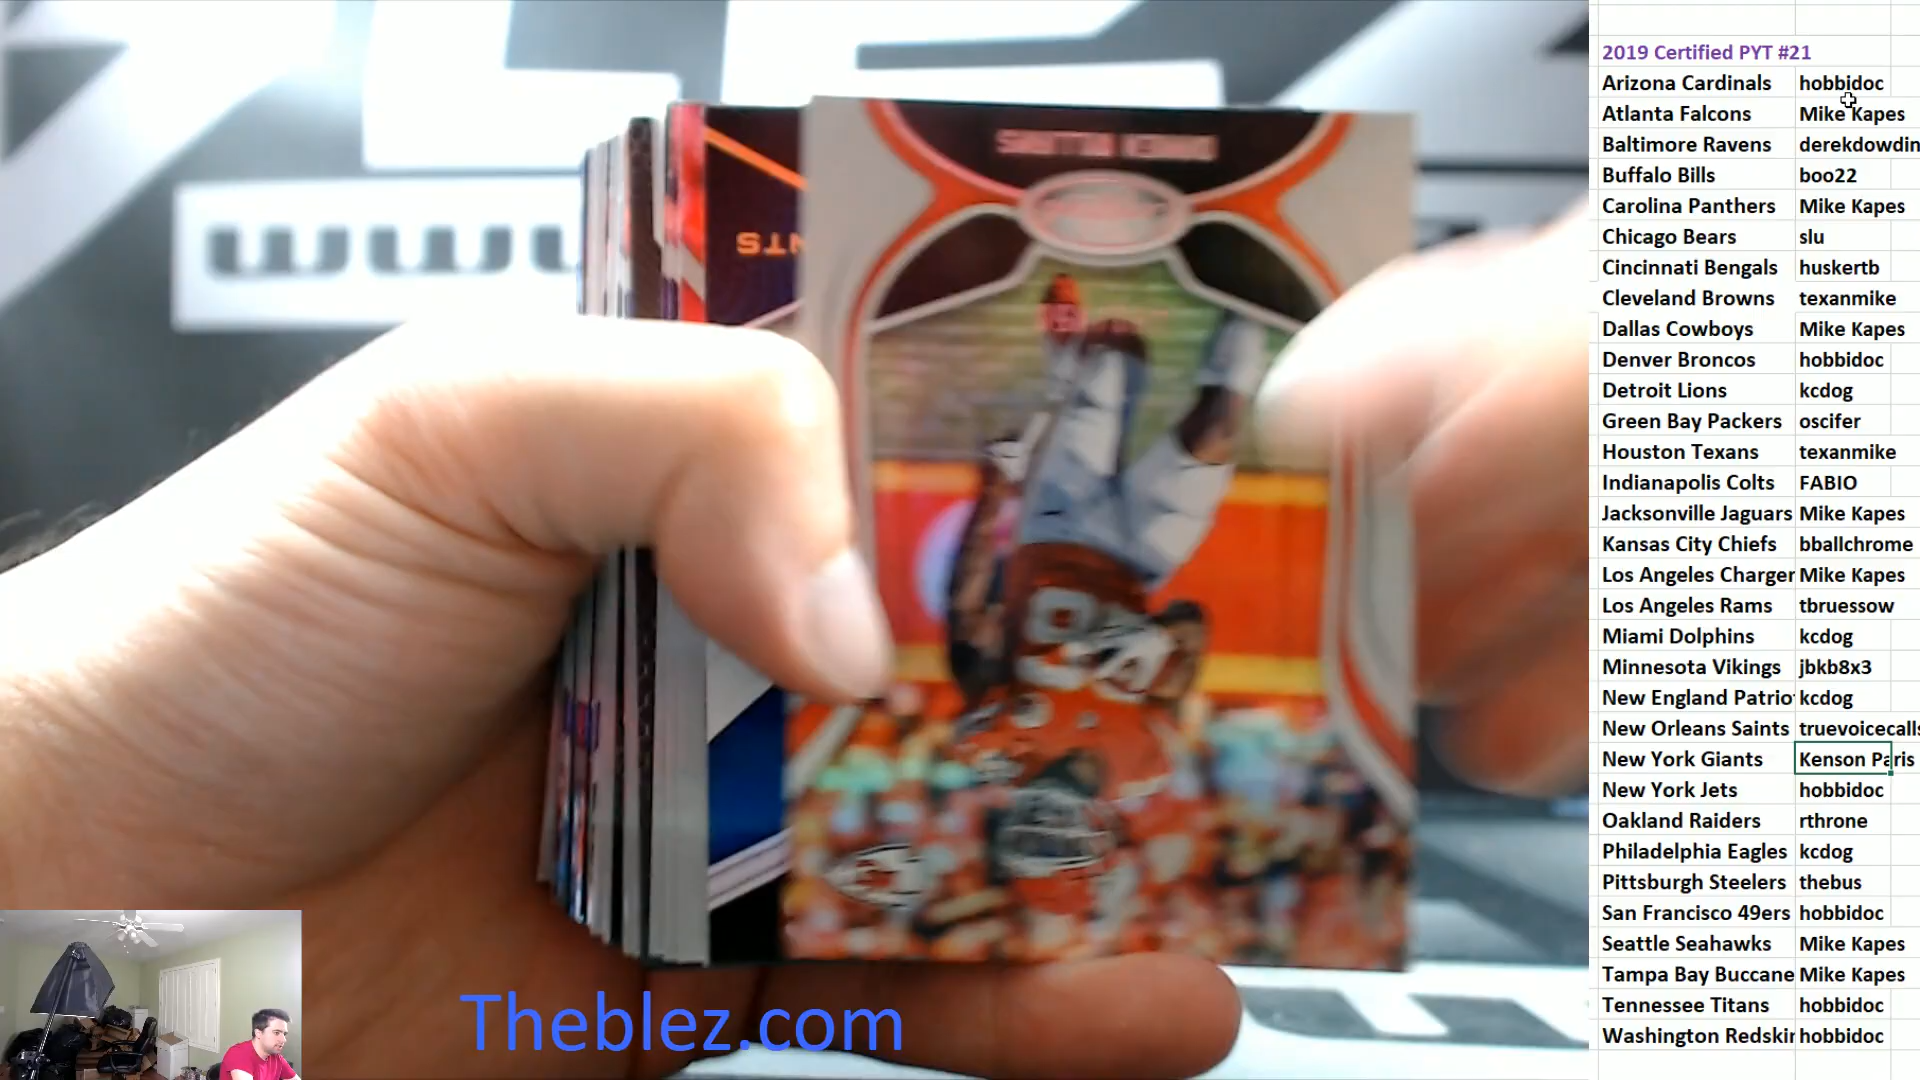 2019 Certified PYT #21
Arizona Cardinals hobbidoc
Atlanta Falcons Mike Kapes
Baltimore Ravens derekdowdin
Buffalo Bills boo22
Carolina Panthers Mike Kapes
Chicago Bears slu
Cincinnati Bengals huskertb
Cleveland Browns texanmike
Dallas Cowboys Mike Kapes
Denver Broncos hobbidoc
Detroit Lions kcdog
Green Bay Packers oscifer
Houston Texans texanmike
Indianapolis Colts FABIO
Jacksonville Jaguars Mike Kapes
Kansas City Chiefs bballchrome
Los Angeles Charger Mike Kapes
Los Angeles Rams tbruessow
Miami Dolphins kcdog
Minnesota Vikings jbkb8x3
New England Patrio kcdog
New Orleans Saints truevoicecalls
New York Giants Kenson Paris
New York Jets hobbidoc
Oakland Raiders rthrone
Philadelphia Eagles kcdog
Pittsburgh Steelers thebus
San Francisco 49ers hobbidoc
Seattle Seahawks Mike Kapes
Tampa Bay Buccane Mike Kapes
Tennessee Titans hobbidoc
Washington Redskin hobbidoc
Theblez.com